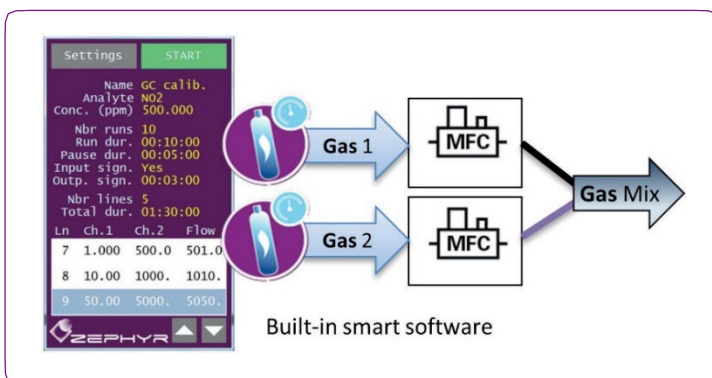 Settings START
Name GC calib.
Analyte NO2
Conc. (ppm) 500.000
Nbr runs 10
Run dur. 00:10:00
Pause dur. 00:05:00
Input sign. Yes
Outp. sign. 00:03:00
Nbr lines 5
Total dur. 01:30:00
Ln Ch.1 Ch.2 Flow
7 1.000 500.0 501.0
8 10.00 1000. 1010.
9 50.00 5000. 5050.
ZEPHYR
Gas 1
MFC
Gas 2
MFC
Gas Mix
Built-in smart software